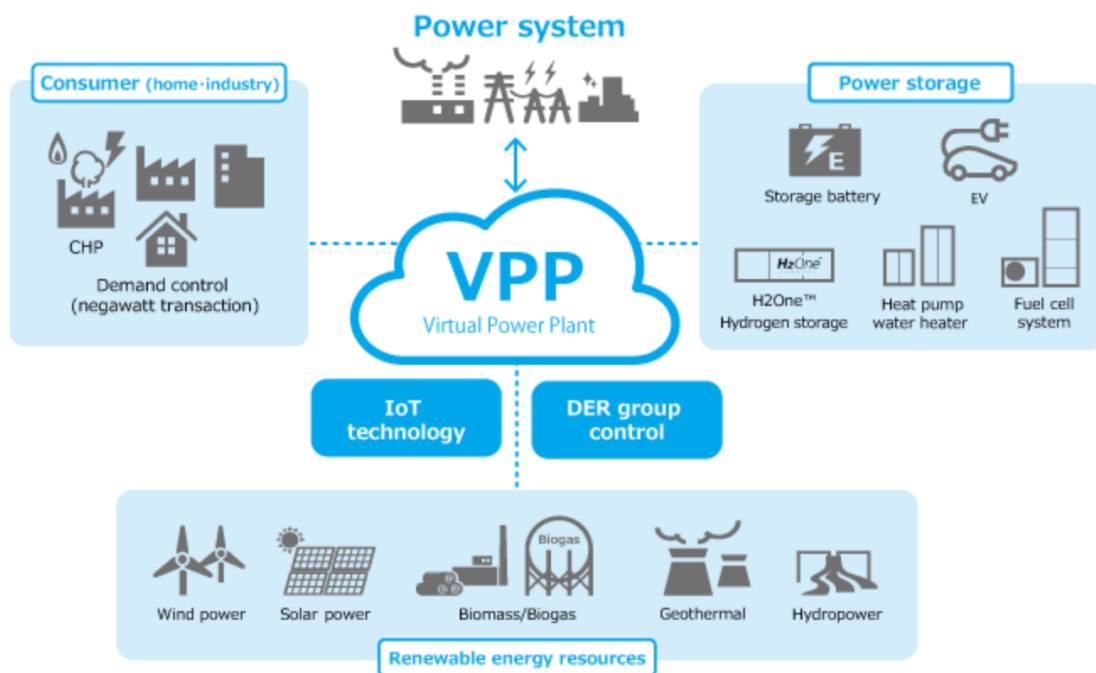 Power system
Consumer (home·industry)
CHP
Demand control
(negawatt transaction)
Power storage
E
Storage battery
EV
H2One
H2One™
Hydrogen storage
Heat pump
water heater
Fuel cell
system
VPP
Virtual Power Plant
IoT
technology
DER group
control
Wind power
Solar power
Biogas
Biomass/Biogas
Geothermal
Hydropower
Renewable energy resources